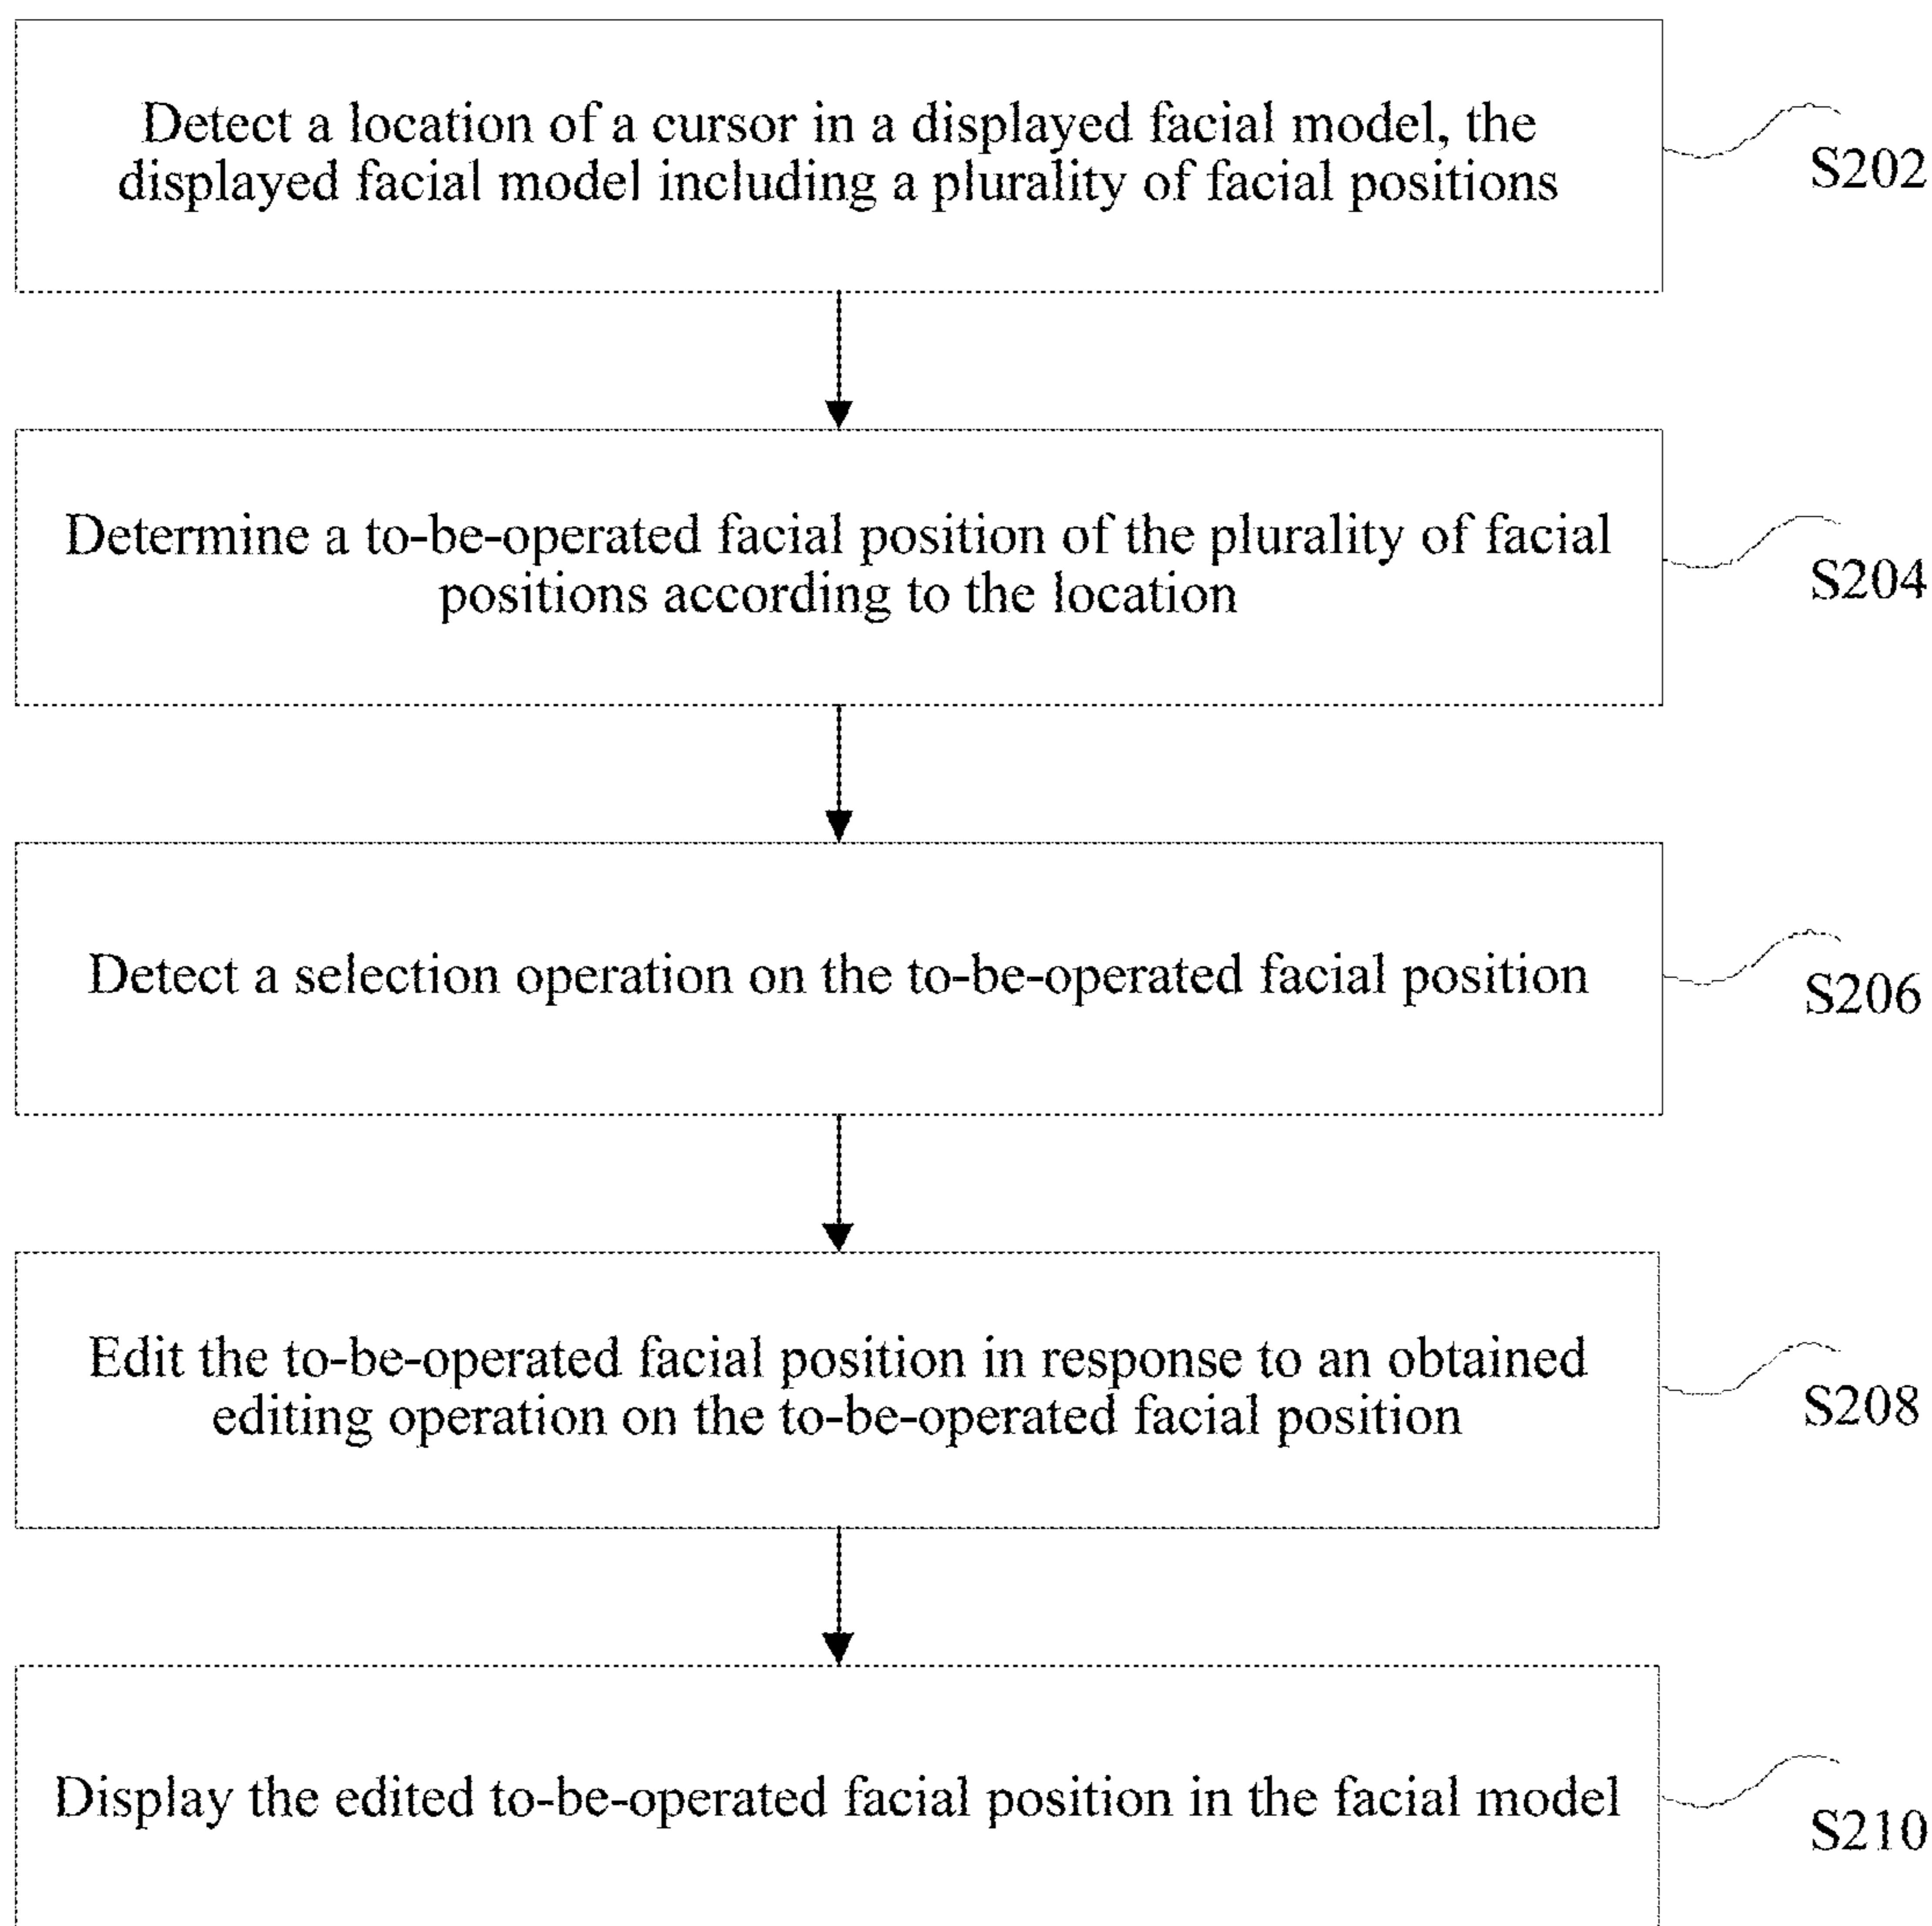 Detect a location of a cursor in a displayed facial model, the
displayed facial model including a plurality of facial positions
S202
Determine a to-be-operated facial position of the plurality of facial
positions according to the location
S204
Detect a selection operation on the to-be-operated facial position
S206
Edit the to-be-operated facial position in response to an obtained
editing operation on the to-be-operated facial position
S208
Display the edited to-be-operated facial position in the facial model
S210